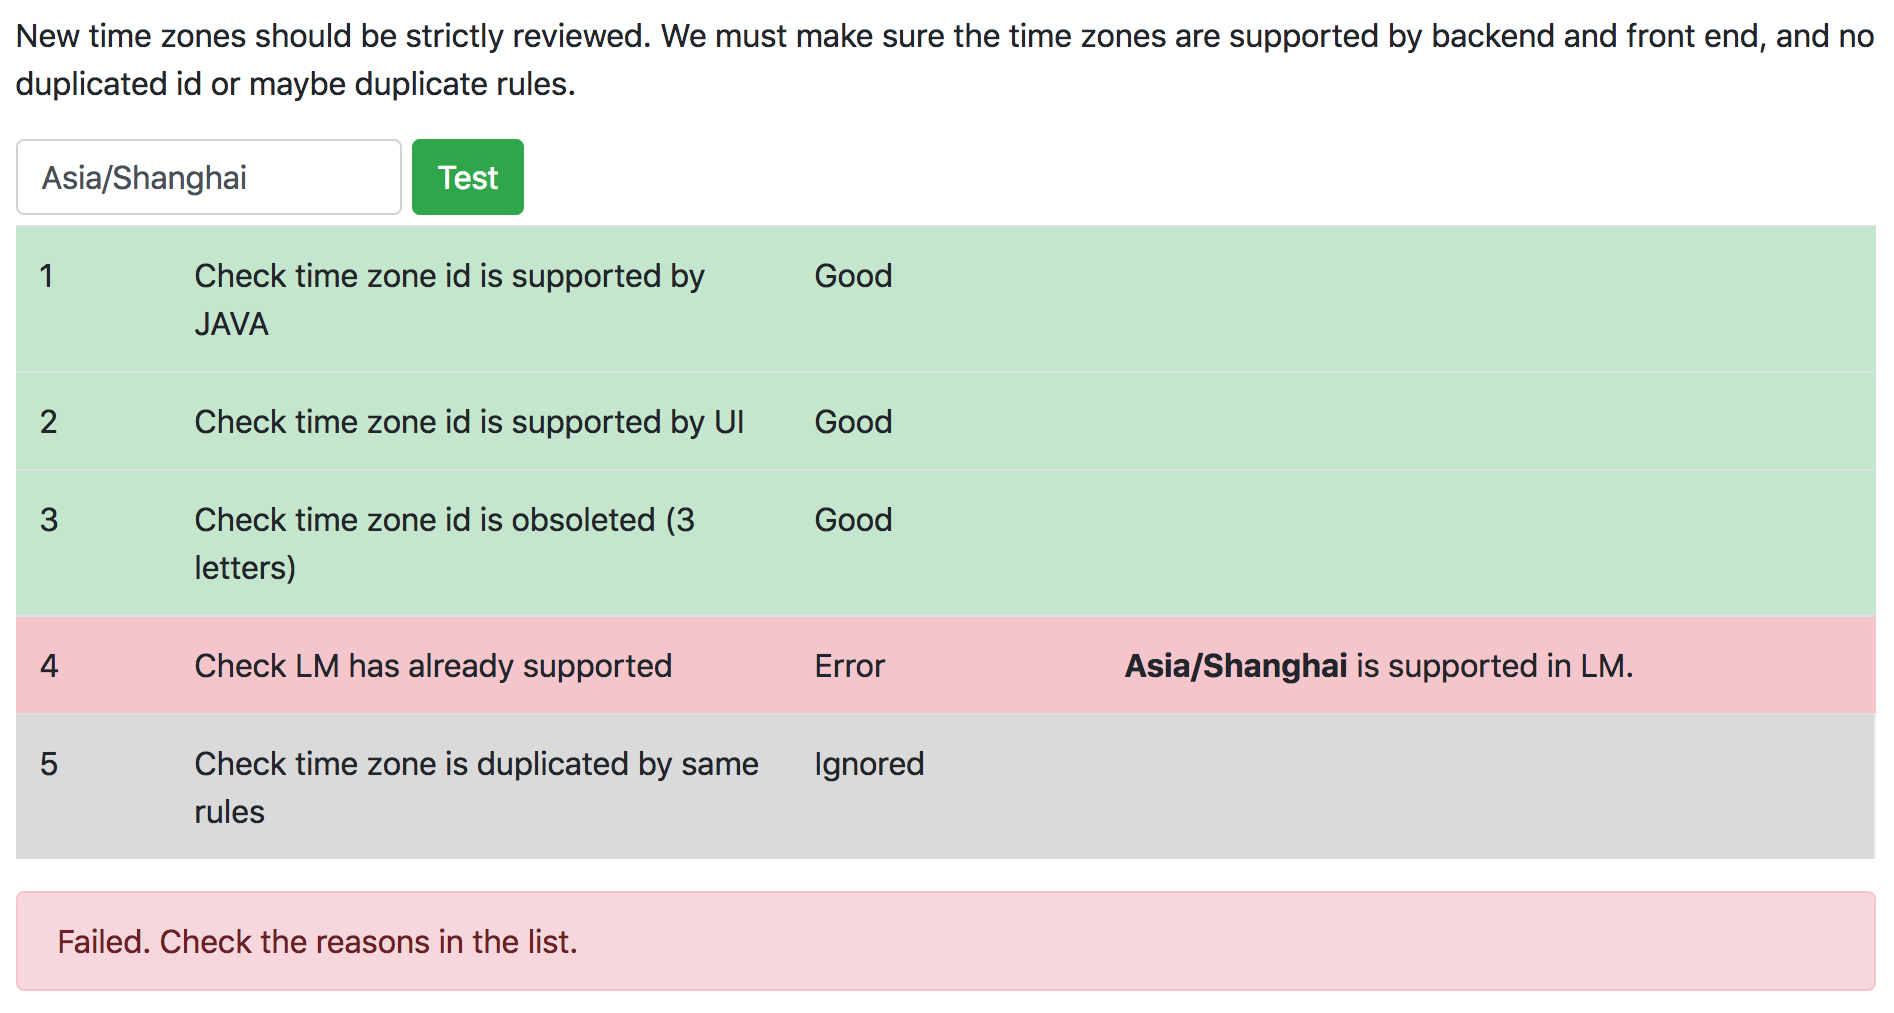 New time zones should be strictly reviewed. We must make sure the time zones are supported by backend and front end, and no
duplicated id or maybe duplicate rules.
Asia/Shanghai Test
1 Check time zone id is supported by Good
JAVA
2 Check time zone id is supported by UI Good
3 Check time zone id is obsoleted (3 Good
letters)
4 Check LM has already supported Error Asia/Shanghai is supported in LM.
5 Check time zone is duplicated by same Ignored
rules
Failed. Check the reasons in the list.